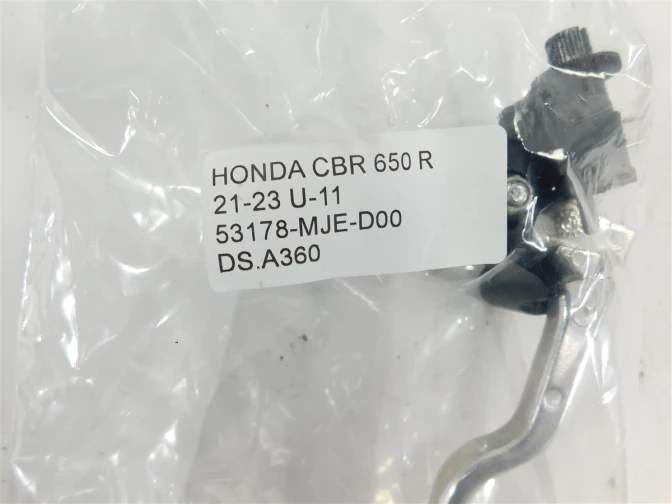 HONDA CBR 650 R
21-23 U-11
53178-MJE-D00
DS.A360